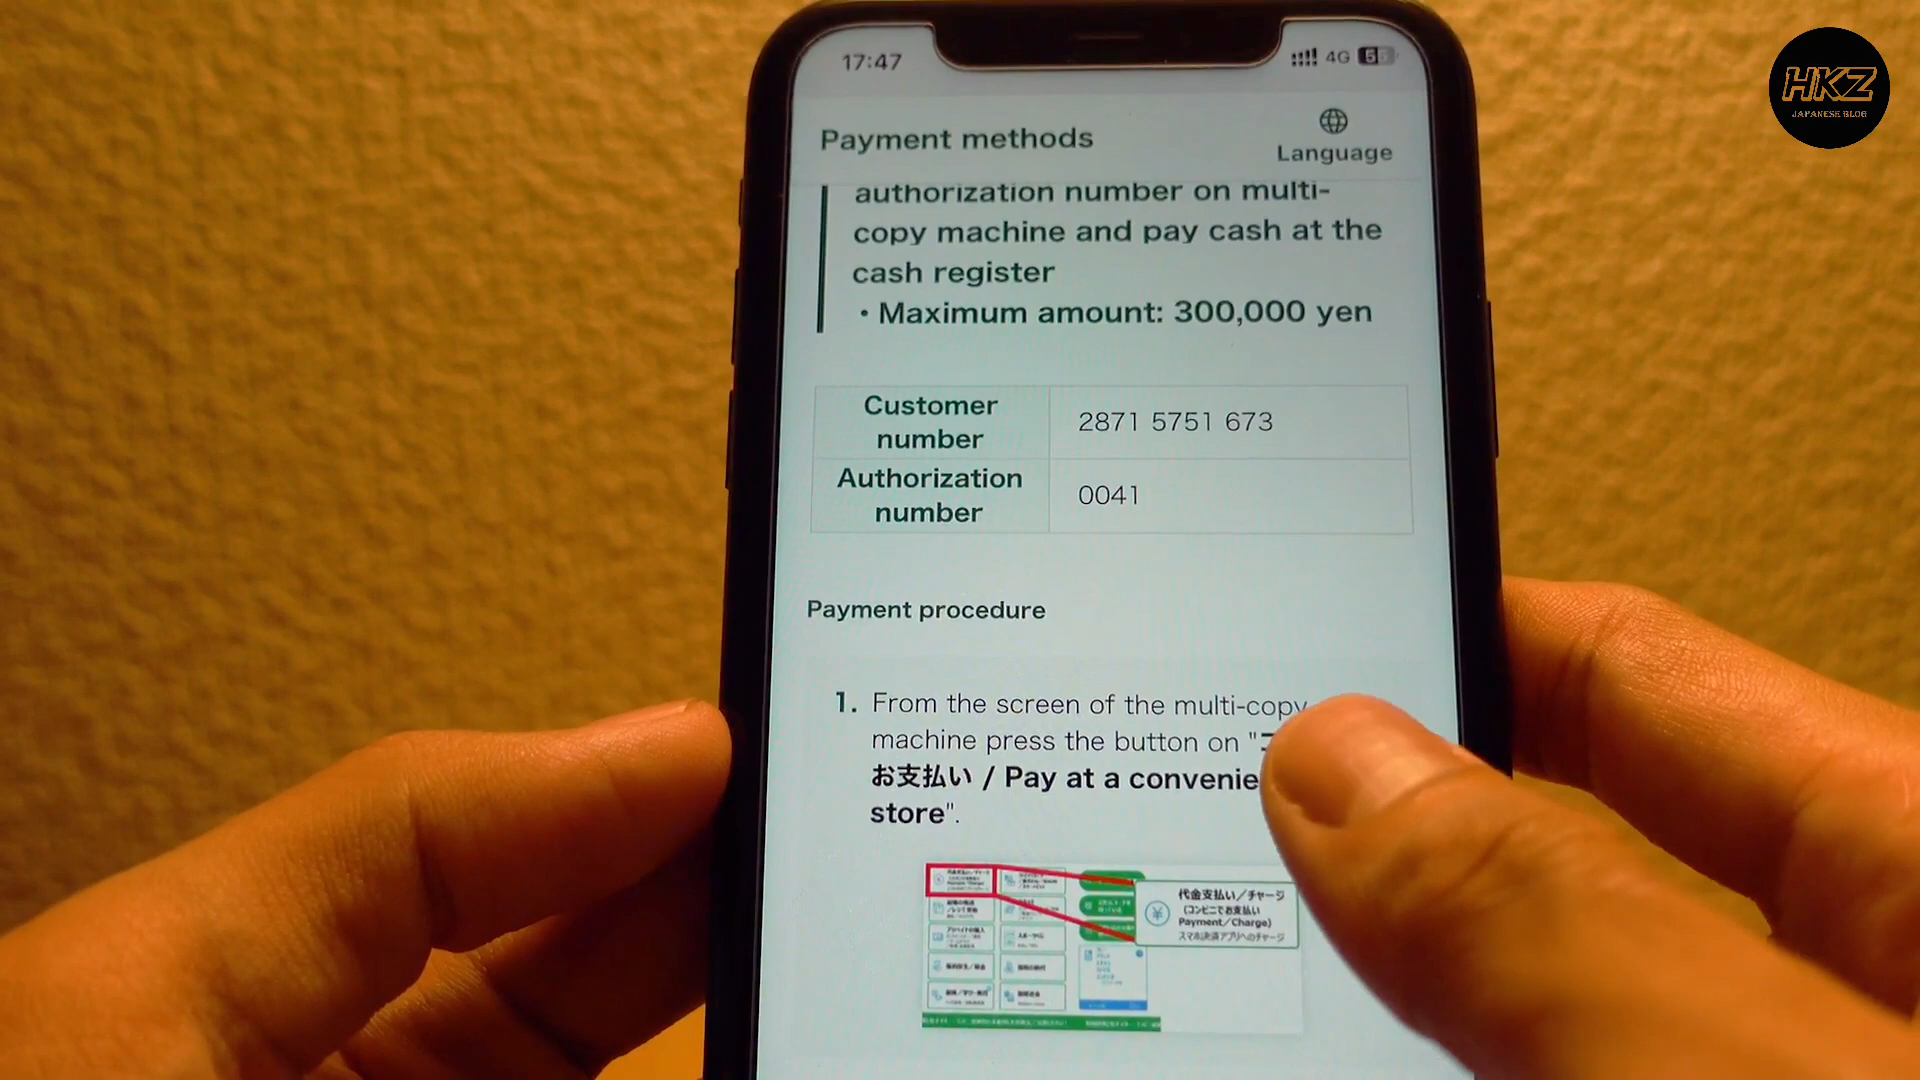 17:47
4G
HKZ
JAPANESE BLOG
Payment methods
Language
authorization number on multi-
copy machine and pay cash at the
cash register
・Maximum amount: 300,000 yen
Customer
number
2871 5751 673
Authorization
number
0041
Payment procedure
1. From the screen of the multi-copy
machine press the button on "
お支払い / Pay at a
store".
代金支払い／チャージ
(コンビニでお支払い
Payment／Charge)
スマホ決済アプリへのチャージ